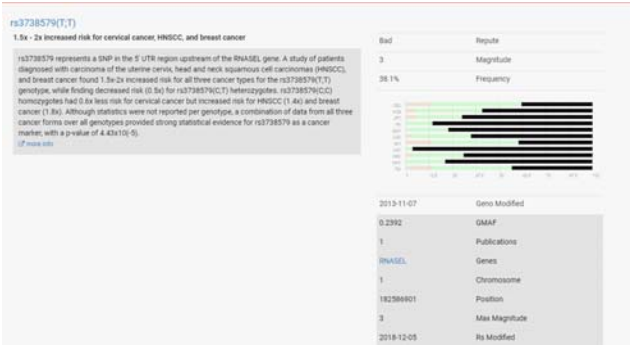 rs3738579(T;T)
1.5x - 2x increased risk for cervical cancer, HNSCC, and breast cancer
rs3738579 represents a SNP in the 5' UTR region upstream of the RNASEL gene. A study of patients
diagnosed with carcinoma of the uterine cervix, head and neck squamous cell carcinomas (HNSCC),
and breast cancer found 1.5x-2x increased risk for all three cancer types for the rs3738579(T;T)
genotype, while finding decreased risk (0.5x) for rs3738579(C;T) heterozygotes. rs3738579(C;C)
homozygotes had 0.6x less risk for cervical cancer but increased risk for HNSCC (1.4x) and breast
cancer (1.8x). Although statistics were not reported per genotype, a combination of data from all three
cancer forms over all genotypes provided strong statistical evidence for rs3738579 as a cancer
marker, with a p-value of 4.43x10(-5).
more info
Bad Repute
3 Magnitude
38.1% Frequency
2013-11-07 Geno Modified
0.2392 GMAF
1 Publications
RNASEL Genes
1 Chromosome
182586801 Position
3 Max Magnitude
2018-12-05 Rs Modified